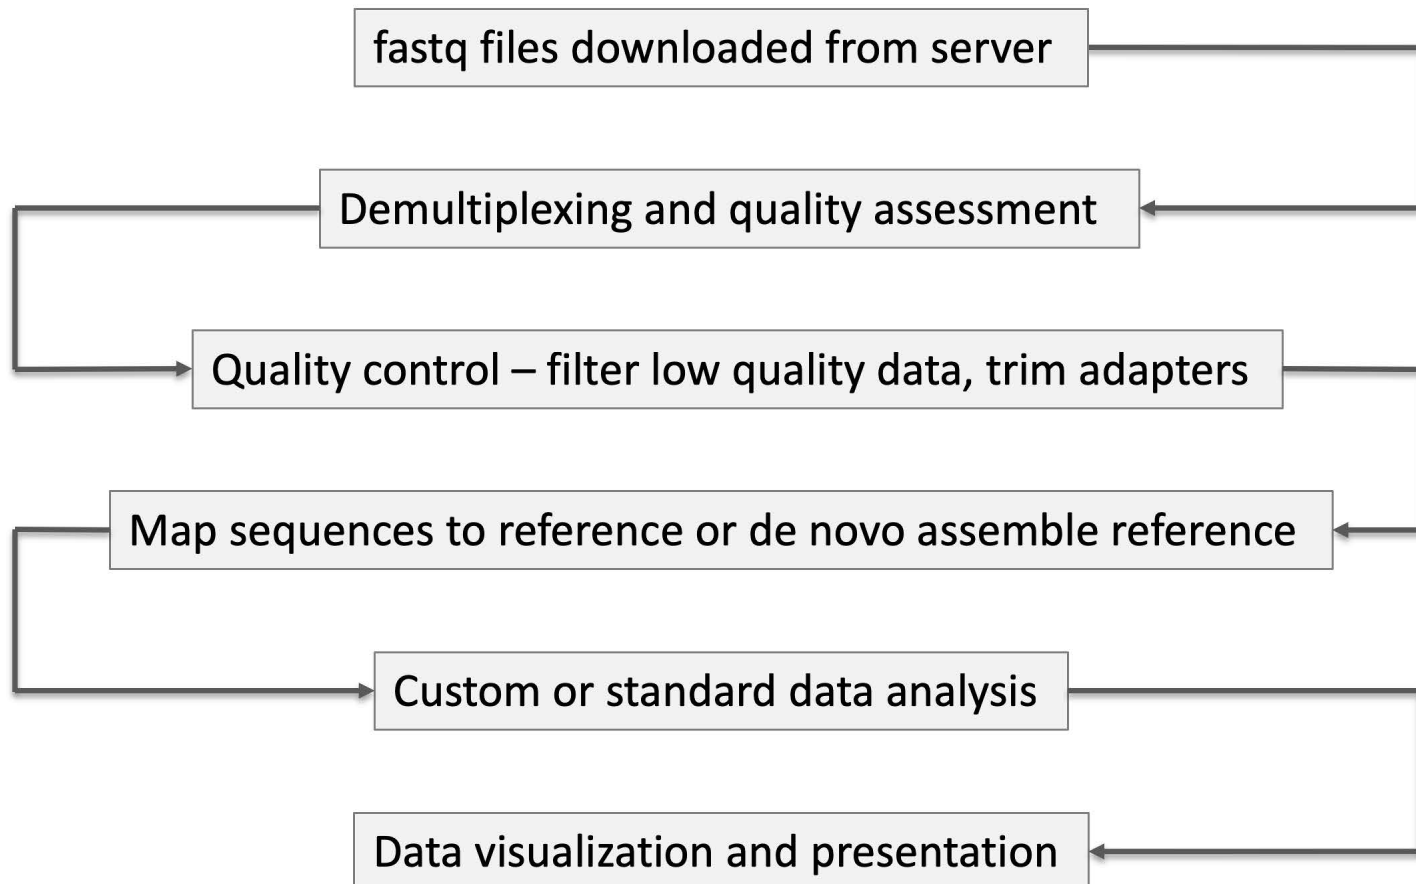 fastq files downloaded from server
Demultiplexing and quality assessment
Quality control – filter low quality data, trim adapters
Map sequences to reference or de novo assemble reference
Custom or standard data analysis
Data visualization and presentation